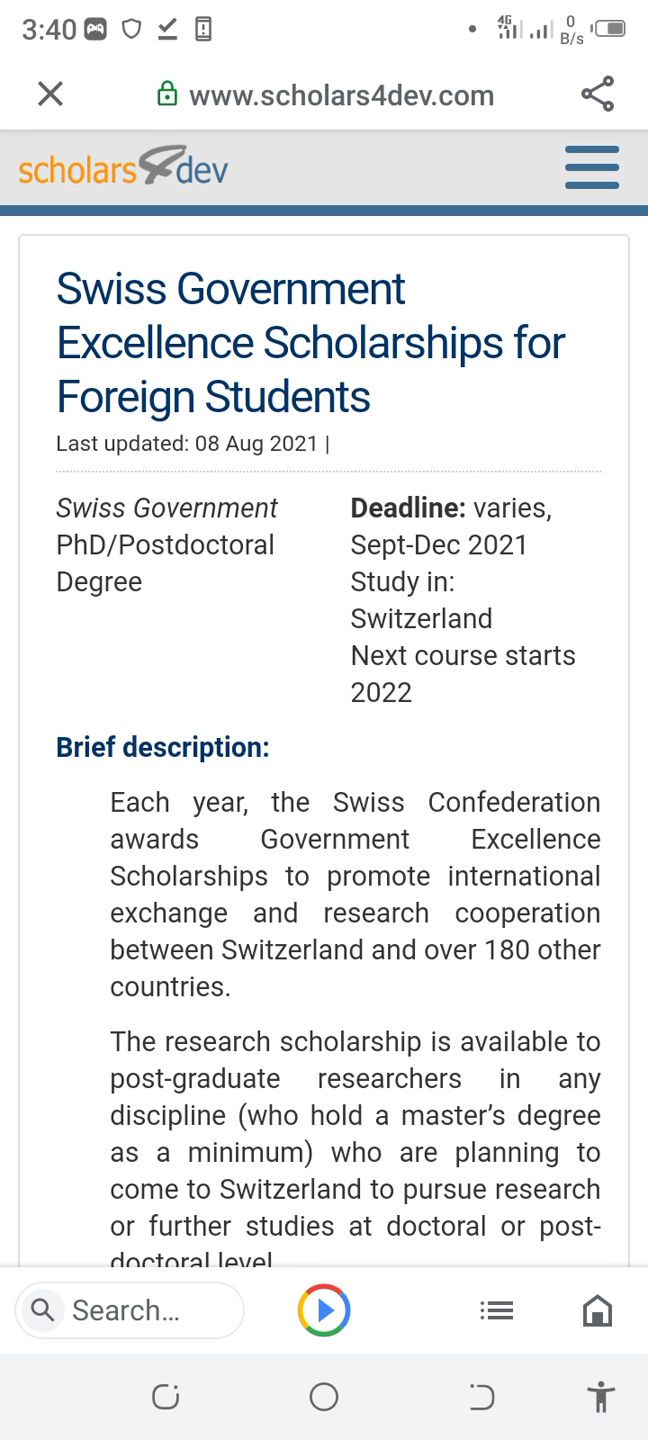 3:40
4G
0
B/s
www.scholars4dev.com
scholars4dev
Swiss Government
Excellence Scholarships for
Foreign Students
Last updated: 08 Aug 2021 |
Swiss Government
PhD/Postdoctoral
Degree
Deadline: varies,
Sept-Dec 2021
Study in:
Switzerland
Next course starts
2022
Brief description:
Each year, the Swiss Confederation
awards Government Excellence
Scholarships to promote international
exchange and research cooperation
between Switzerland and over 180 other
countries.
The research scholarship is available to
post-graduate researchers in any
discipline (who hold a master’s degree
as a minimum) who are planning to
come to Switzerland to pursue research
or further studies at doctoral or post-
doctoral level
Search...